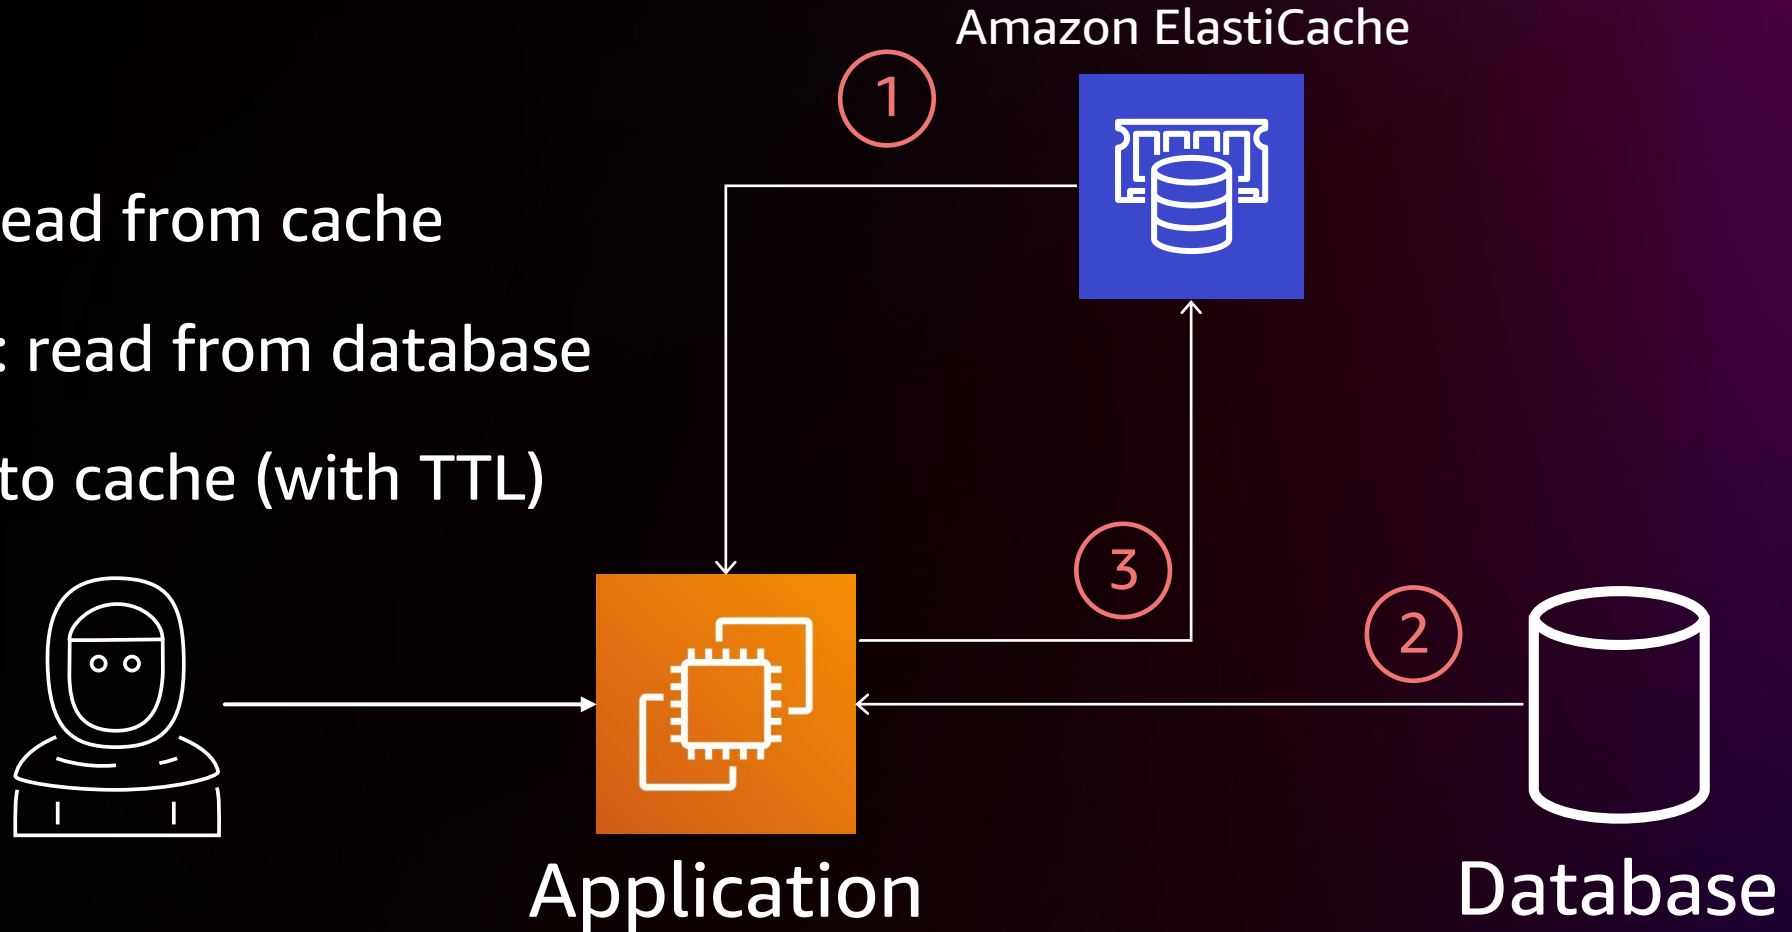 Amazon ElastiCache
1
ead from cache
: read from database
to cache (with TTL)
3
2
Application
Database